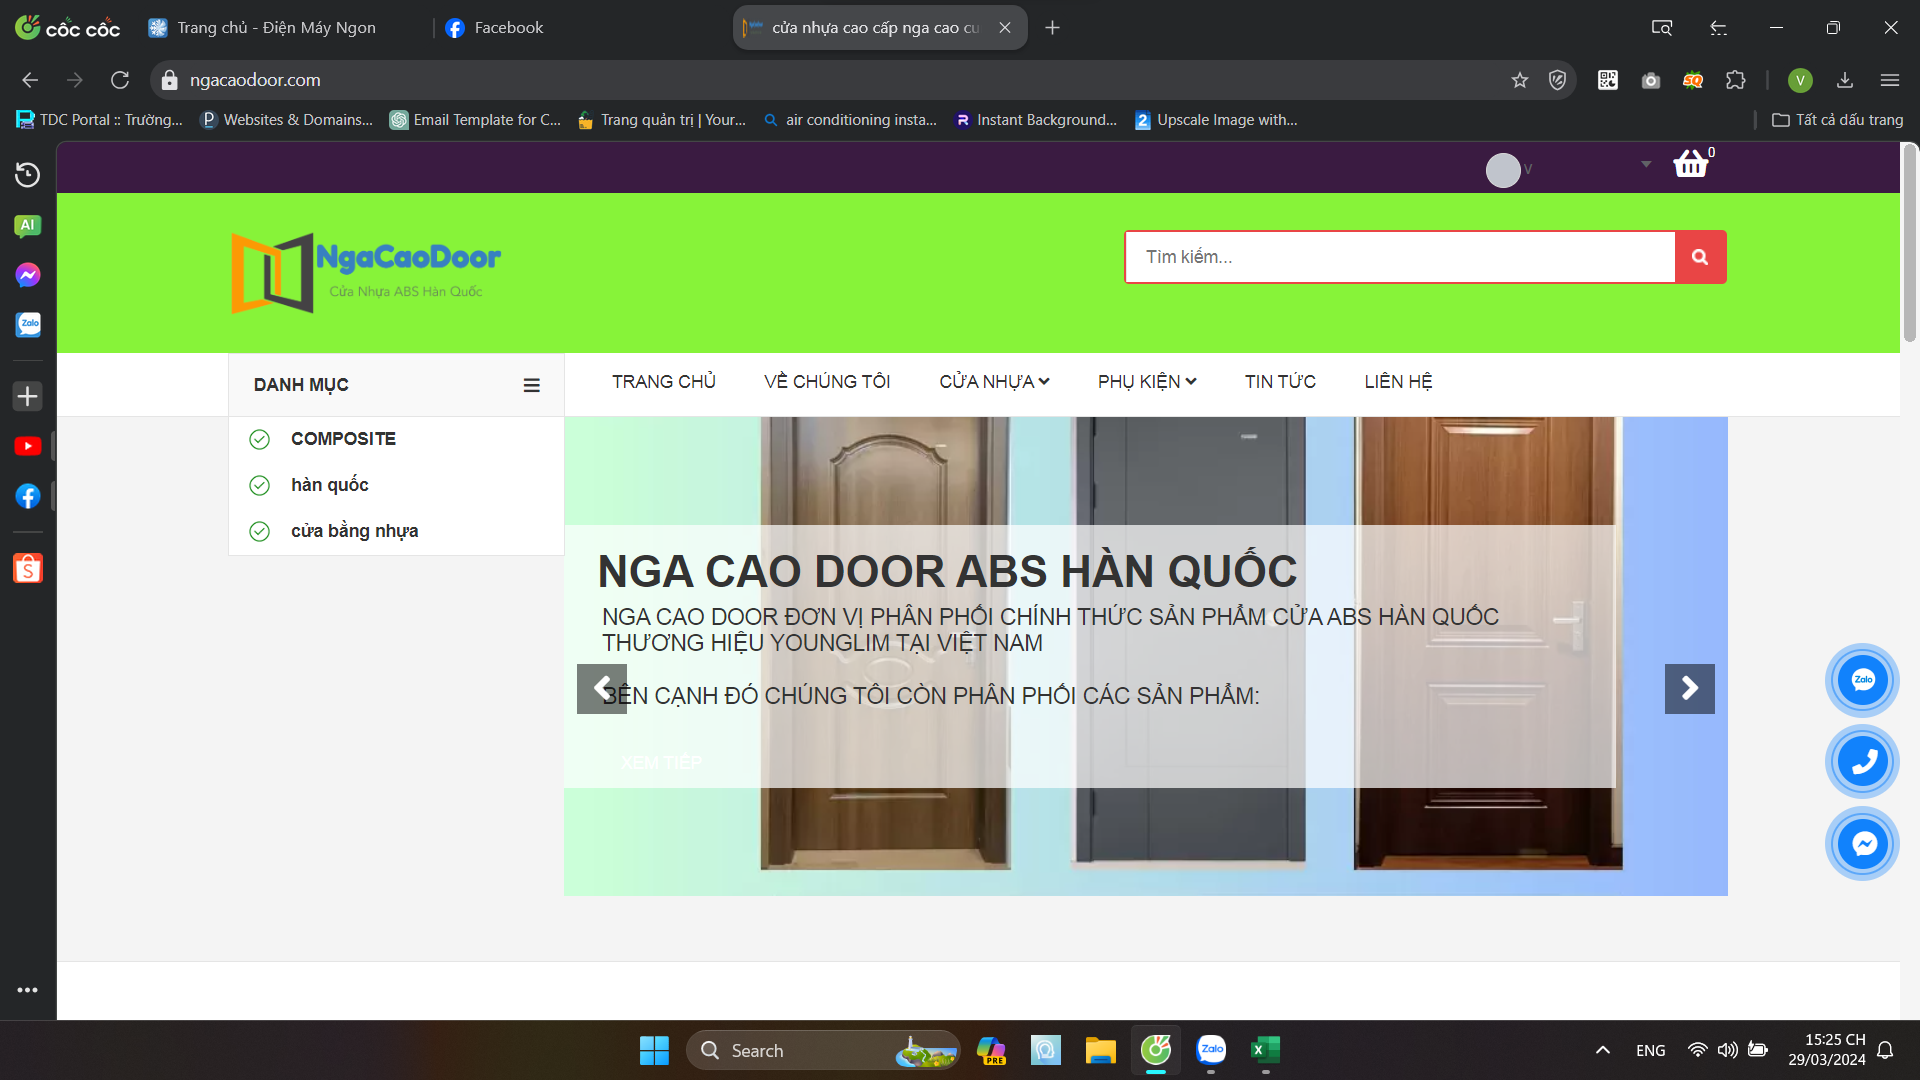 cốc cốc
Trang chủ - Điện Máy Ngon
Facebook
cửa nhựa cao cấp nga cao cu
ngacaodoor.com
V
TDC Portal :: Trường...
Websites & Domains...
Email Template for C...
Trang quản trị | Your...
air conditioning insta...
Instant Background...
Upscale Image with...
Tất cả dấu trang
V
0
AI
Zalo
NgaCaoDoor
Cửa Nhựa ABS Hàn Quốc
Tìm kiếm...
DANH MỤC
TRANG CHỦ
VỀ CHÚNG TÔI
CỬA NHỰA
PHỤ KIỆN
TIN TỨC
LIÊN HỆ
COMPOSITE
hàn quốc
cửa bằng nhựa
NGA CAO DOOR ABS HÀN QUỐC
NGA CAO DOOR ĐƠN VỊ PHÂN PHỐI CHÍNH THỨC SẢN PHẨM CỬA ABS HÀN QUỐC
THƯƠNG HIỆU YOUNGLIM TẠI VIỆT NAM
BÊN CẠNH ĐÓ CHÚNG TÔI CÒN PHÂN PHỐI CÁC SẢN PHẨM:
XEM TIẾP
Zalo
Search
PRE
Zalo
ENG
15:25 CH
29/03/2024